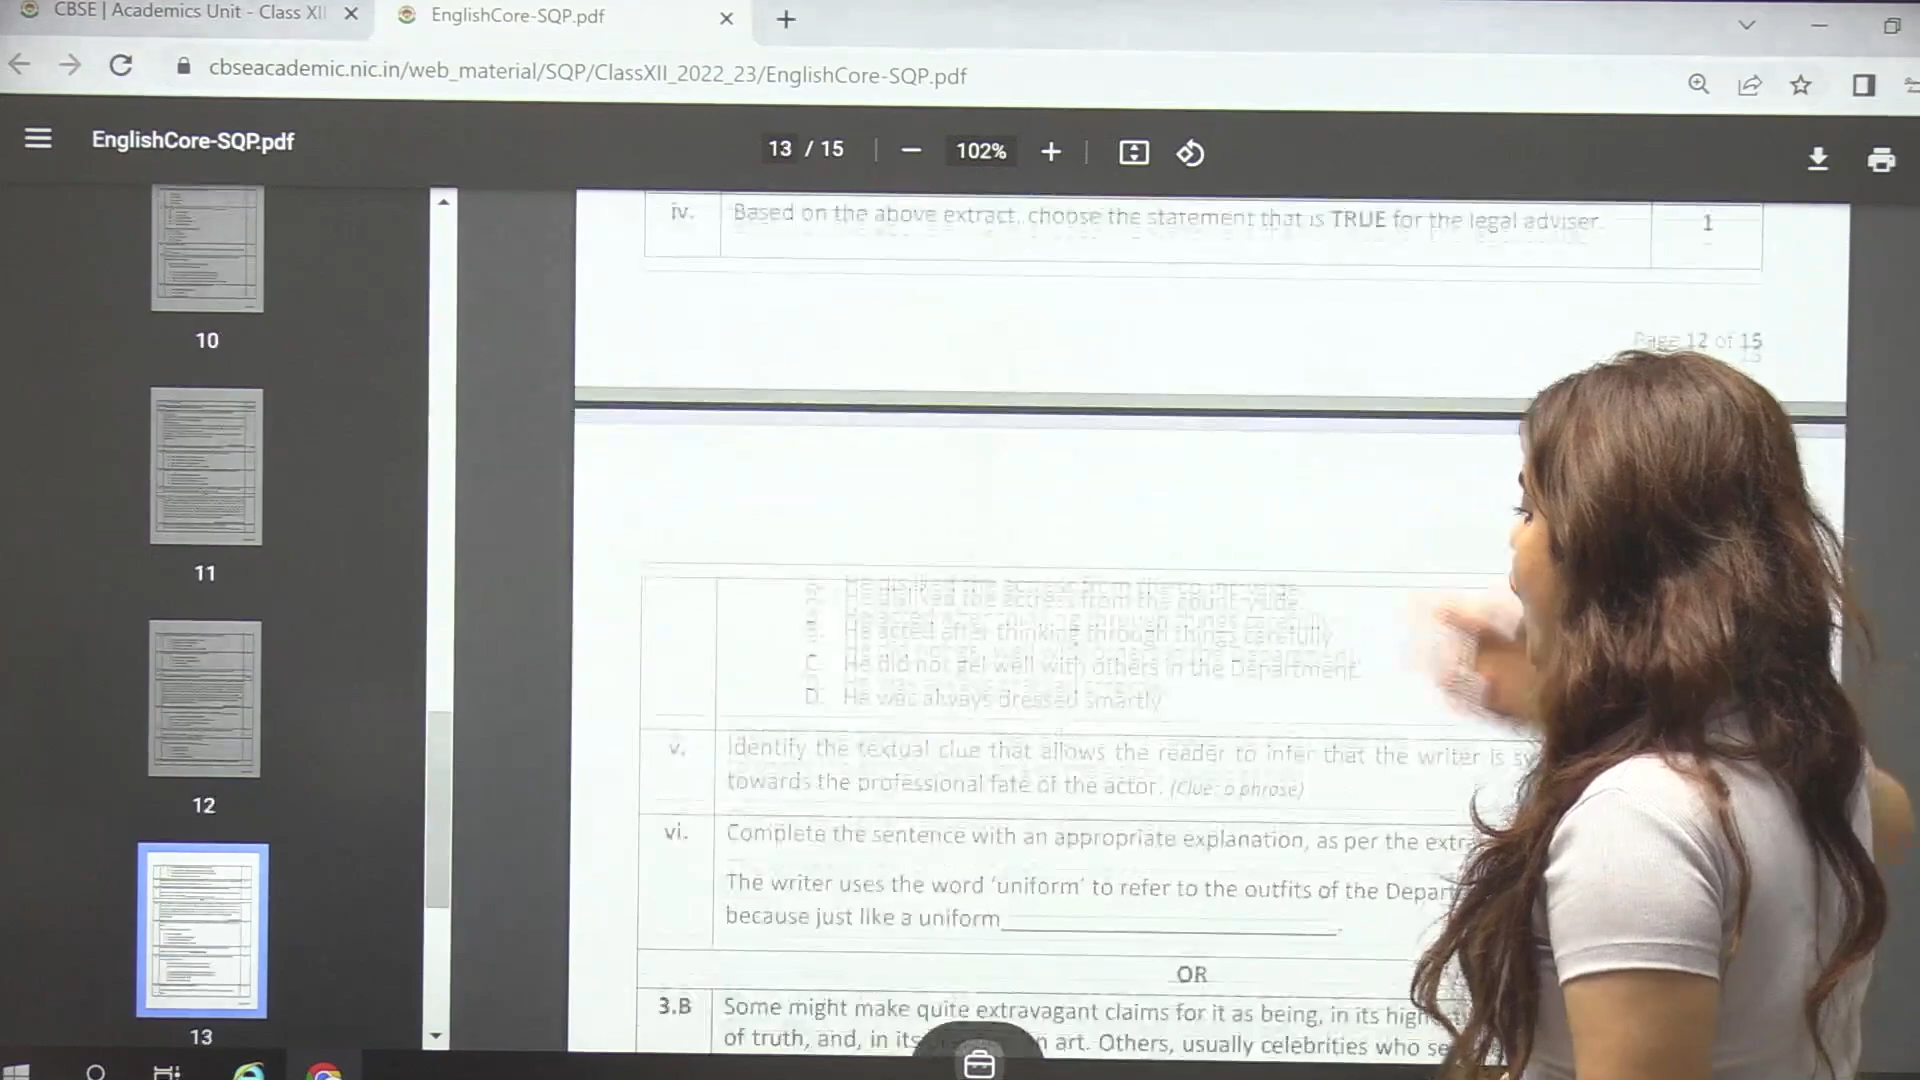 CBSE | Academics Unit - Class XII
EnglishCore-SQP.pdf
cbseacademic.nic.in/web_material/SQP/ClassXII_2022_23/EnglishCore-SQP.pdf
EnglishCore-SQP.pdf
13 / 15
102%
10
11
12
13
iv. Based on the above extract, choose the statement that is TRUE for the legal adviser. 1
Page 12 of 15
He disliked the actress from the
B. He acted after thinking through things carefully
C. He did not gel well with others in the Department.
D. He was always dressed smartly
v. Identify the textual clue that allows the reader to infer that the writer is sy
towards the professional fate of the actor. (Clue: a phrase)
vi. Complete the sentence with an appropriate explanation, as per the extra
The writer uses the word ‘uniform’ to refer to the outfits of the Depar
because just like a uniform
OR
3.B Some might make quite extravagant claims for it as being, in its high
of truth, and, in its an art. Others, usually celebrities who se